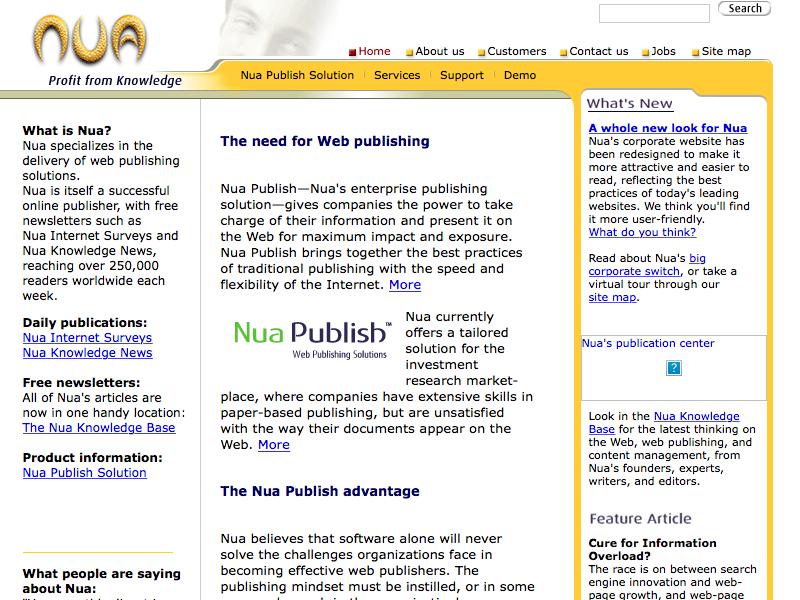 Search
NUA
Profit from Knowledge
Home
About us
Customers
Contact us
Jobs
Site map
Nua Publish Solution
Services
Support
Demo
What is Nua?
Nua specializes in the
delivery of web publishing
solutions.
Nua is itself a successful
online publisher, with free
newsletters such as
Nua Internet Surveys and
Nua Knowledge News,
reaching over 250,000
readers worldwide each
week.
Daily publications:
Nua Internet Surveys
Nua Knowledge News
Free newsletters:
All of Nua's articles are
now in one handy location:
The Nua Knowledge Base
Product information:
Nua Publish Solution
What people are saying
about Nua:
The need for Web publishing
Nua Publish—Nua's enterprise publishing
solution—gives companies the power to take
charge of their information and present it on
the Web for maximum impact and exposure.
Nua Publish brings together the best practices
of traditional publishing with the speed and
flexibility of the Internet. More
Nua Publish™
Web Publishing Solutions
Nua currently
offers a tailored
solution for the
investment
research market-
place, where companies have extensive skills in
paper-based publishing, but are unsatisfied
with the way their documents appear on the
Web. More
The Nua Publish advantage
Nua believes that software alone will never
solve the challenges organizations face in
becoming effective web publishers. The
publishing mindset must be instilled, or in some
What's New
A whole new look for Nua
Nua's corporate website has
been redesigned to make it
more attractive and easier to
read, reflecting the best
practices of today's leading
websites. We think you'll find
it more user-friendly.
What do you think?
Read about Nua's big
corporate switch, or take a
virtual tour through our
site map.
Nua's publication center
?
Look in the Nua Knowledge
Base for the latest thinking on
the Web, web publishing, and
content management, from
Nua's founders, experts,
writers, and editors.
Feature Article
Cure for Information
Overload?
The race is on between search
engine innovation and web-
page growth, and web-page